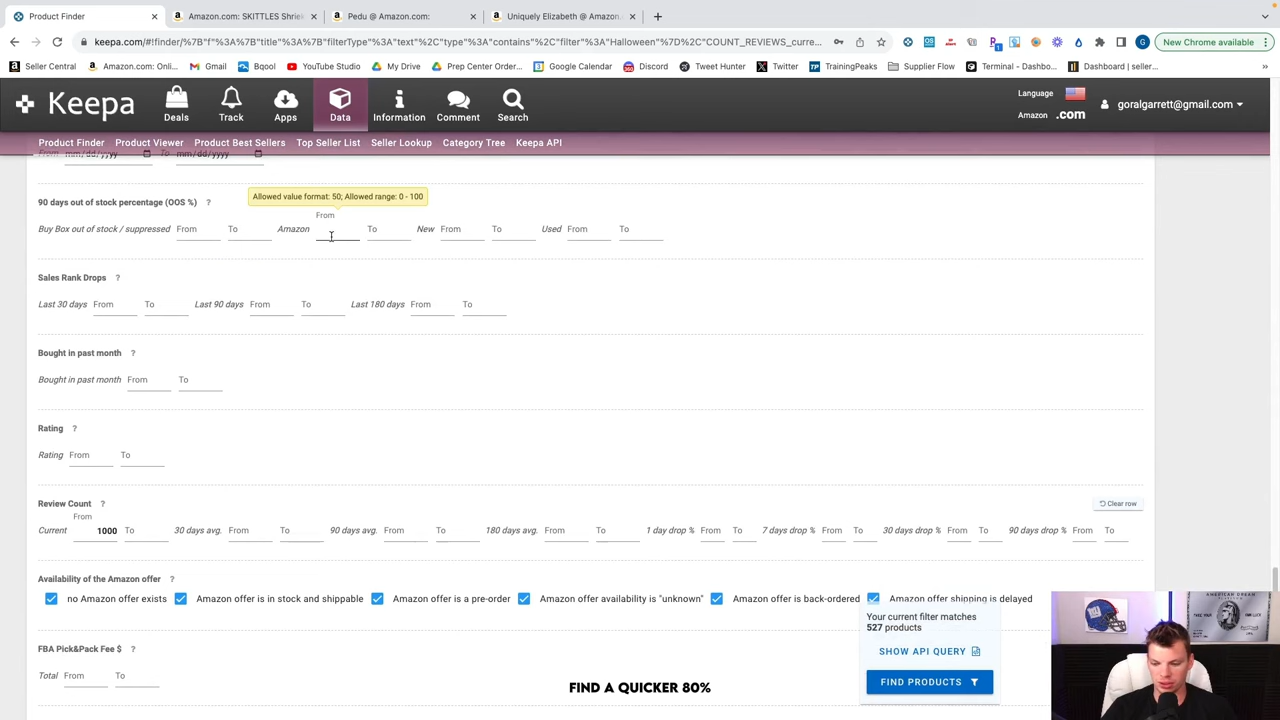 Product Finder
Amazon.com: SKITTLES Shriek
Pedu @ Amazon.com:
Uniquely Elizabeth @ Amazon.
keepa.com/#!finder/%7B"f"%3A%7B"title"%3A%7B"filterType"%3A"text"%2C"type"%3A"contains"%2C"filter"%3A"Halloween"%7D%2C"COUNT_REVIEWS_curre...
G
New Chrome available
Seller Central
Amazon.com: Onli...
Gmail
Bqool
YouTube Studio
My Drive
Prep Center Order...
Google Calendar
Discord
Tweet Hunter
Twitter
TrainingPeaks
Supplier Flow
Terminal - Dashbo...
Dashboard | seller...
Keepa
Deals
Track
Apps
Data
Information
Comment
Search
Language
Amazon .com
goralgarrett@gmail.com
Product Finder
Product Viewer
Product Best Sellers
Top Seller List
Seller Lookup
Category Tree
Keepa API
From mm/dd/yyyy To mm/dd/yyyy
Allowed value format: 50; Allowed range: 0 - 100
90 days out of stock percentage (OOS %) ?
From
Buy Box out of stock / suppressed From To Amazon To New From To Used From To
Sales Rank Drops ?
Last 30 days From To Last 90 days From To Last 180 days From To
Bought in past month ?
Bought in past month From To
Rating ?
Rating From To
Review Count ?
Clear row
From
Current 1000 To 30 days avg. From To 90 days avg. From To 180 days avg. From To 1 day drop % From To 7 days drop % From To 30 days drop % From To 90 days drop % From To
Availability of the Amazon offer ?
no Amazon offer exists
Amazon offer is in stock and shippable
Amazon offer is a pre-order
Amazon offer availability is "unknown"
Amazon offer is back-ordered
Amazon offer shipping is delayed
Your current filter matches
527 products
SHOW API QUERY
FIND PRODUCTS
FBA Pick&Pack Fee $ ?
Total From To
FIND A QUICKER 80%